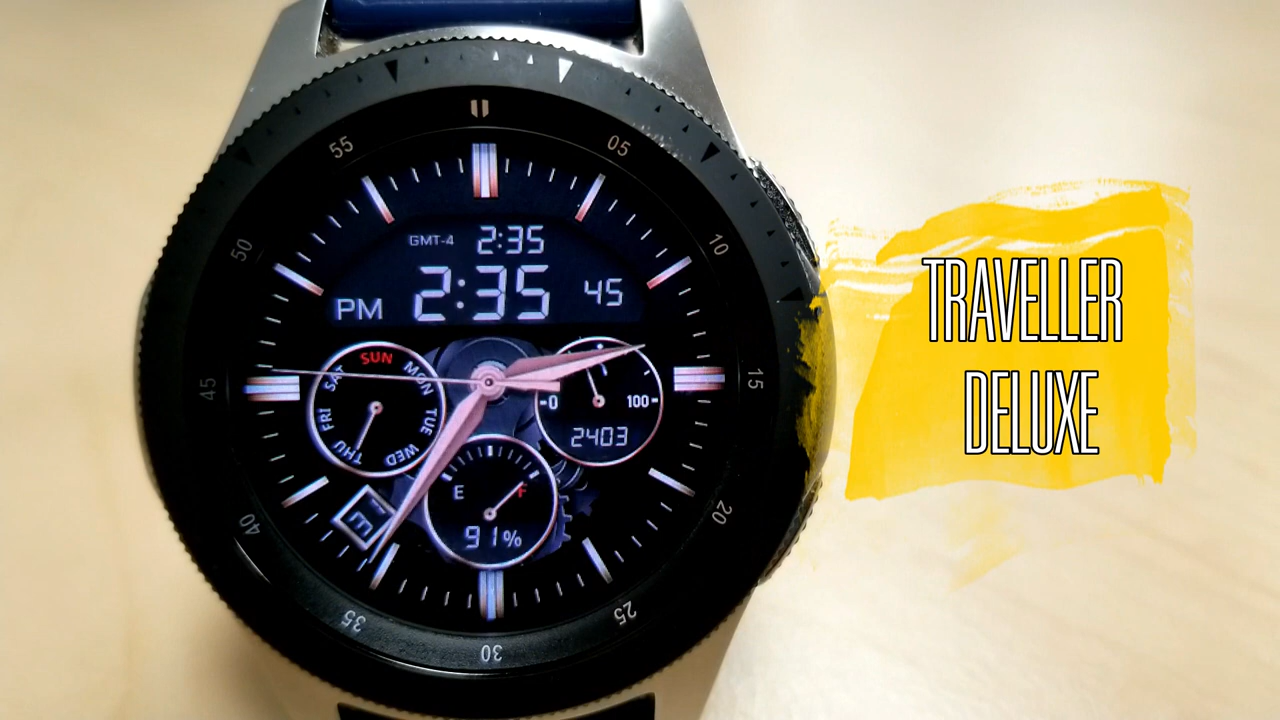 55
05
50
10
GMT-4 2:35
PM 2:35 45
45
15
SUN
MON
TUE
WED
THU
FRI
SAT
0 100
2403
E F
91%
40
20
35
25
30
TRAVELLER
DELUXE